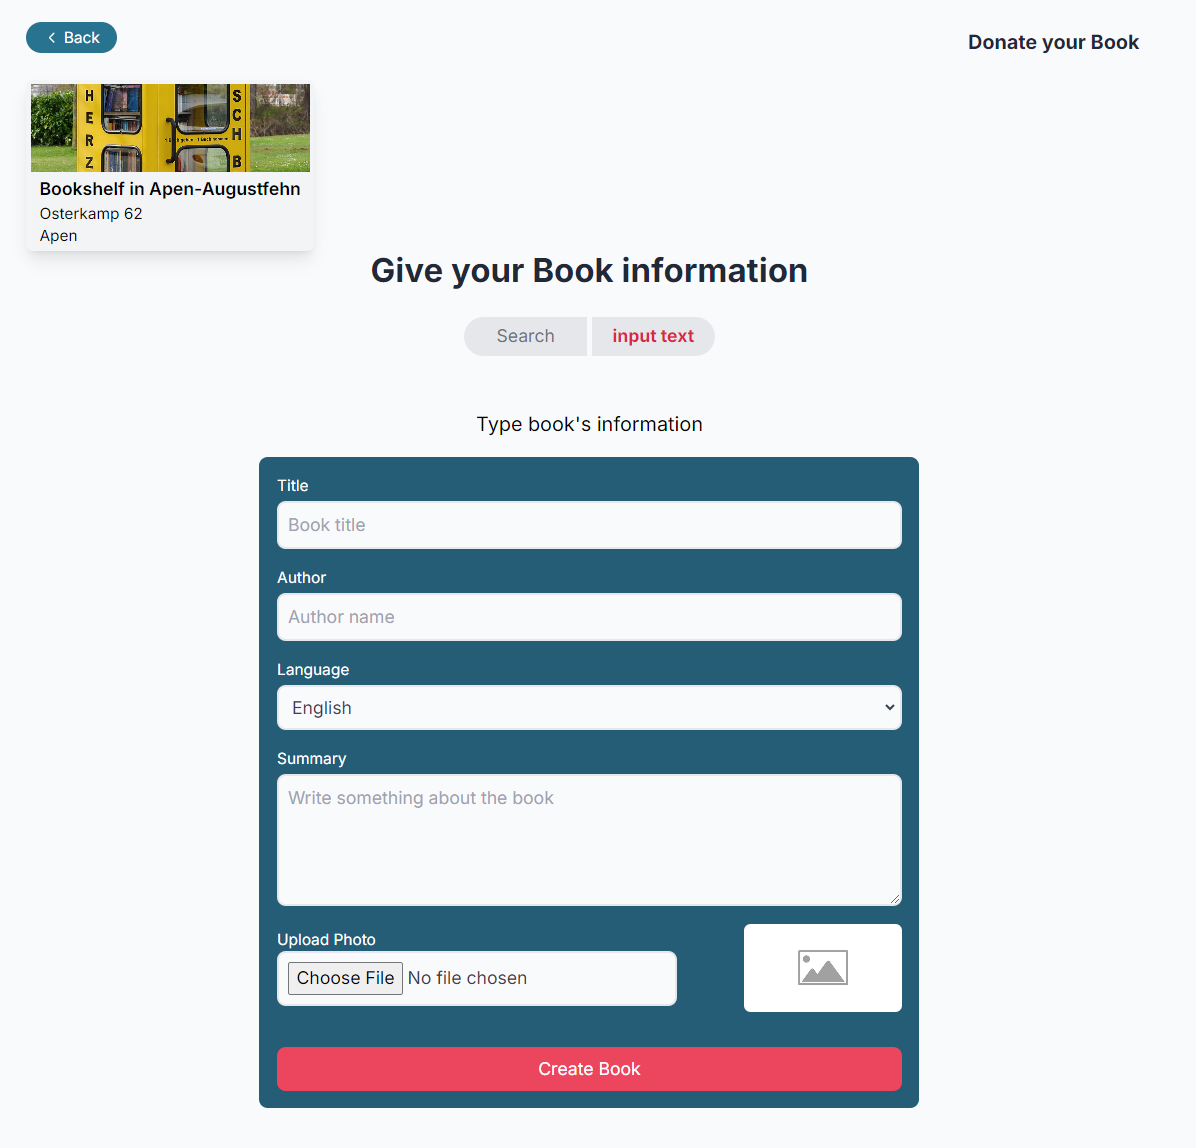 Back
Donate your Book
H
E
R
Z
S
C
H
B
Bookshelf in Apen-Augustfehn
Osterkamp 62
Apen
Give your Book information
Search
input text
Type book's information
Title
Book title
Author
Author name
Language
English
Summary
Write something about the book
Upload Photo
Choose File No file chosen
Create Book